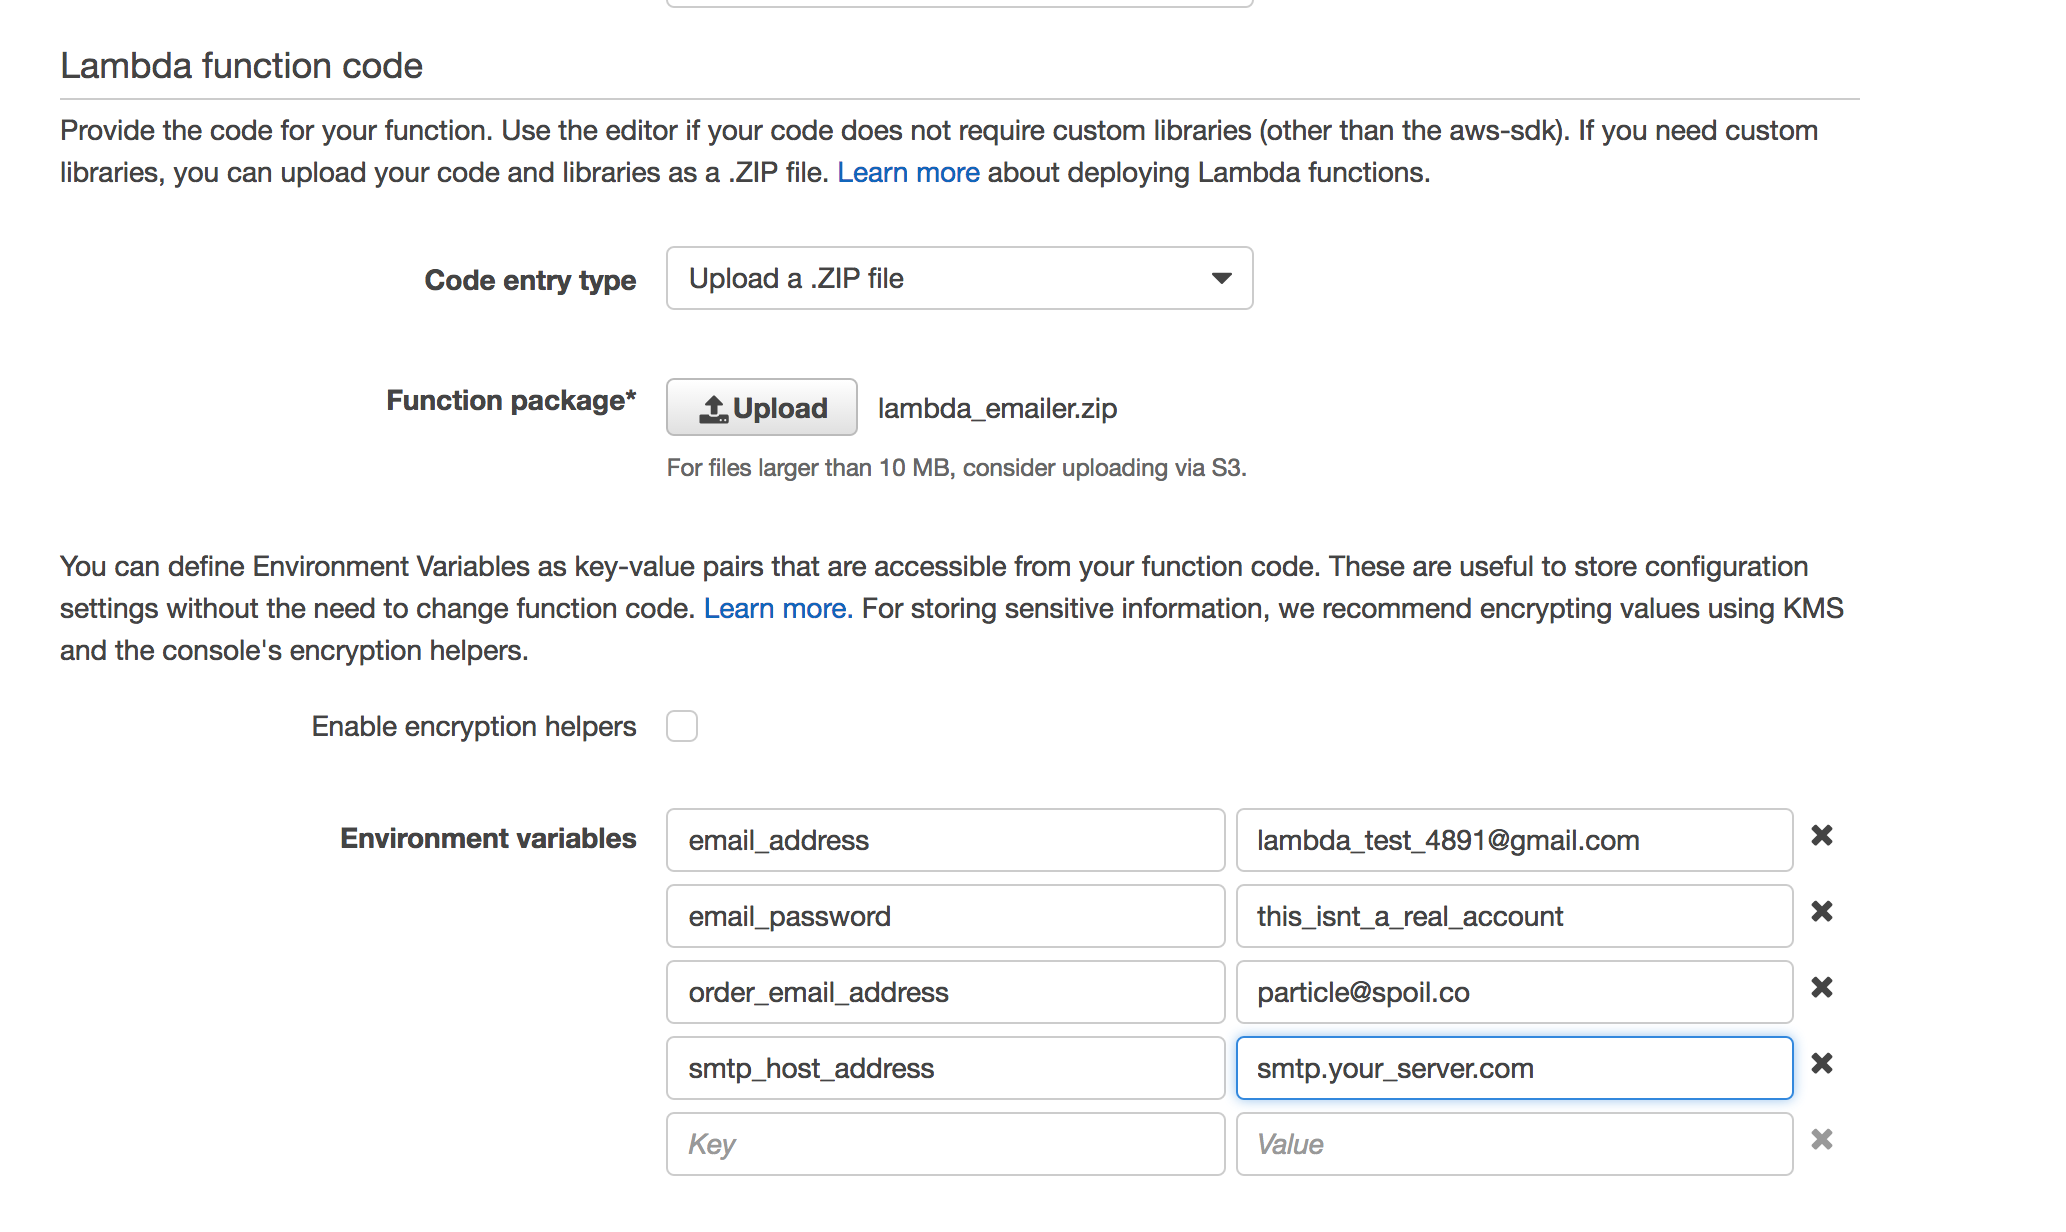 Lambda function code
Provide the code for your function. Use the editor if your code does not require custom libraries (other than the aws-sdk). If you need custom
libraries, you can upload your code and libraries as a .ZIP file. Learn more about deploying Lambda functions.
Code entry type Upload a .ZIP file
Function package* Upload lambda_emailer.zip
For files larger than 10 MB, consider uploading via S3.
You can define Environment Variables as key-value pairs that are accessible from your function code. These are useful to store configuration
settings without the need to change function code. Learn more. For storing sensitive information, we recommend encrypting values using KMS
and the console's encryption helpers.
Enable encryption helpers
Environment variables email_address lambda_test_4891@gmail.com
email_password this_isnt_a_real_account
order_email_address particle@spoil.co
smtp_host_address smtp.your_server.com
Key Value